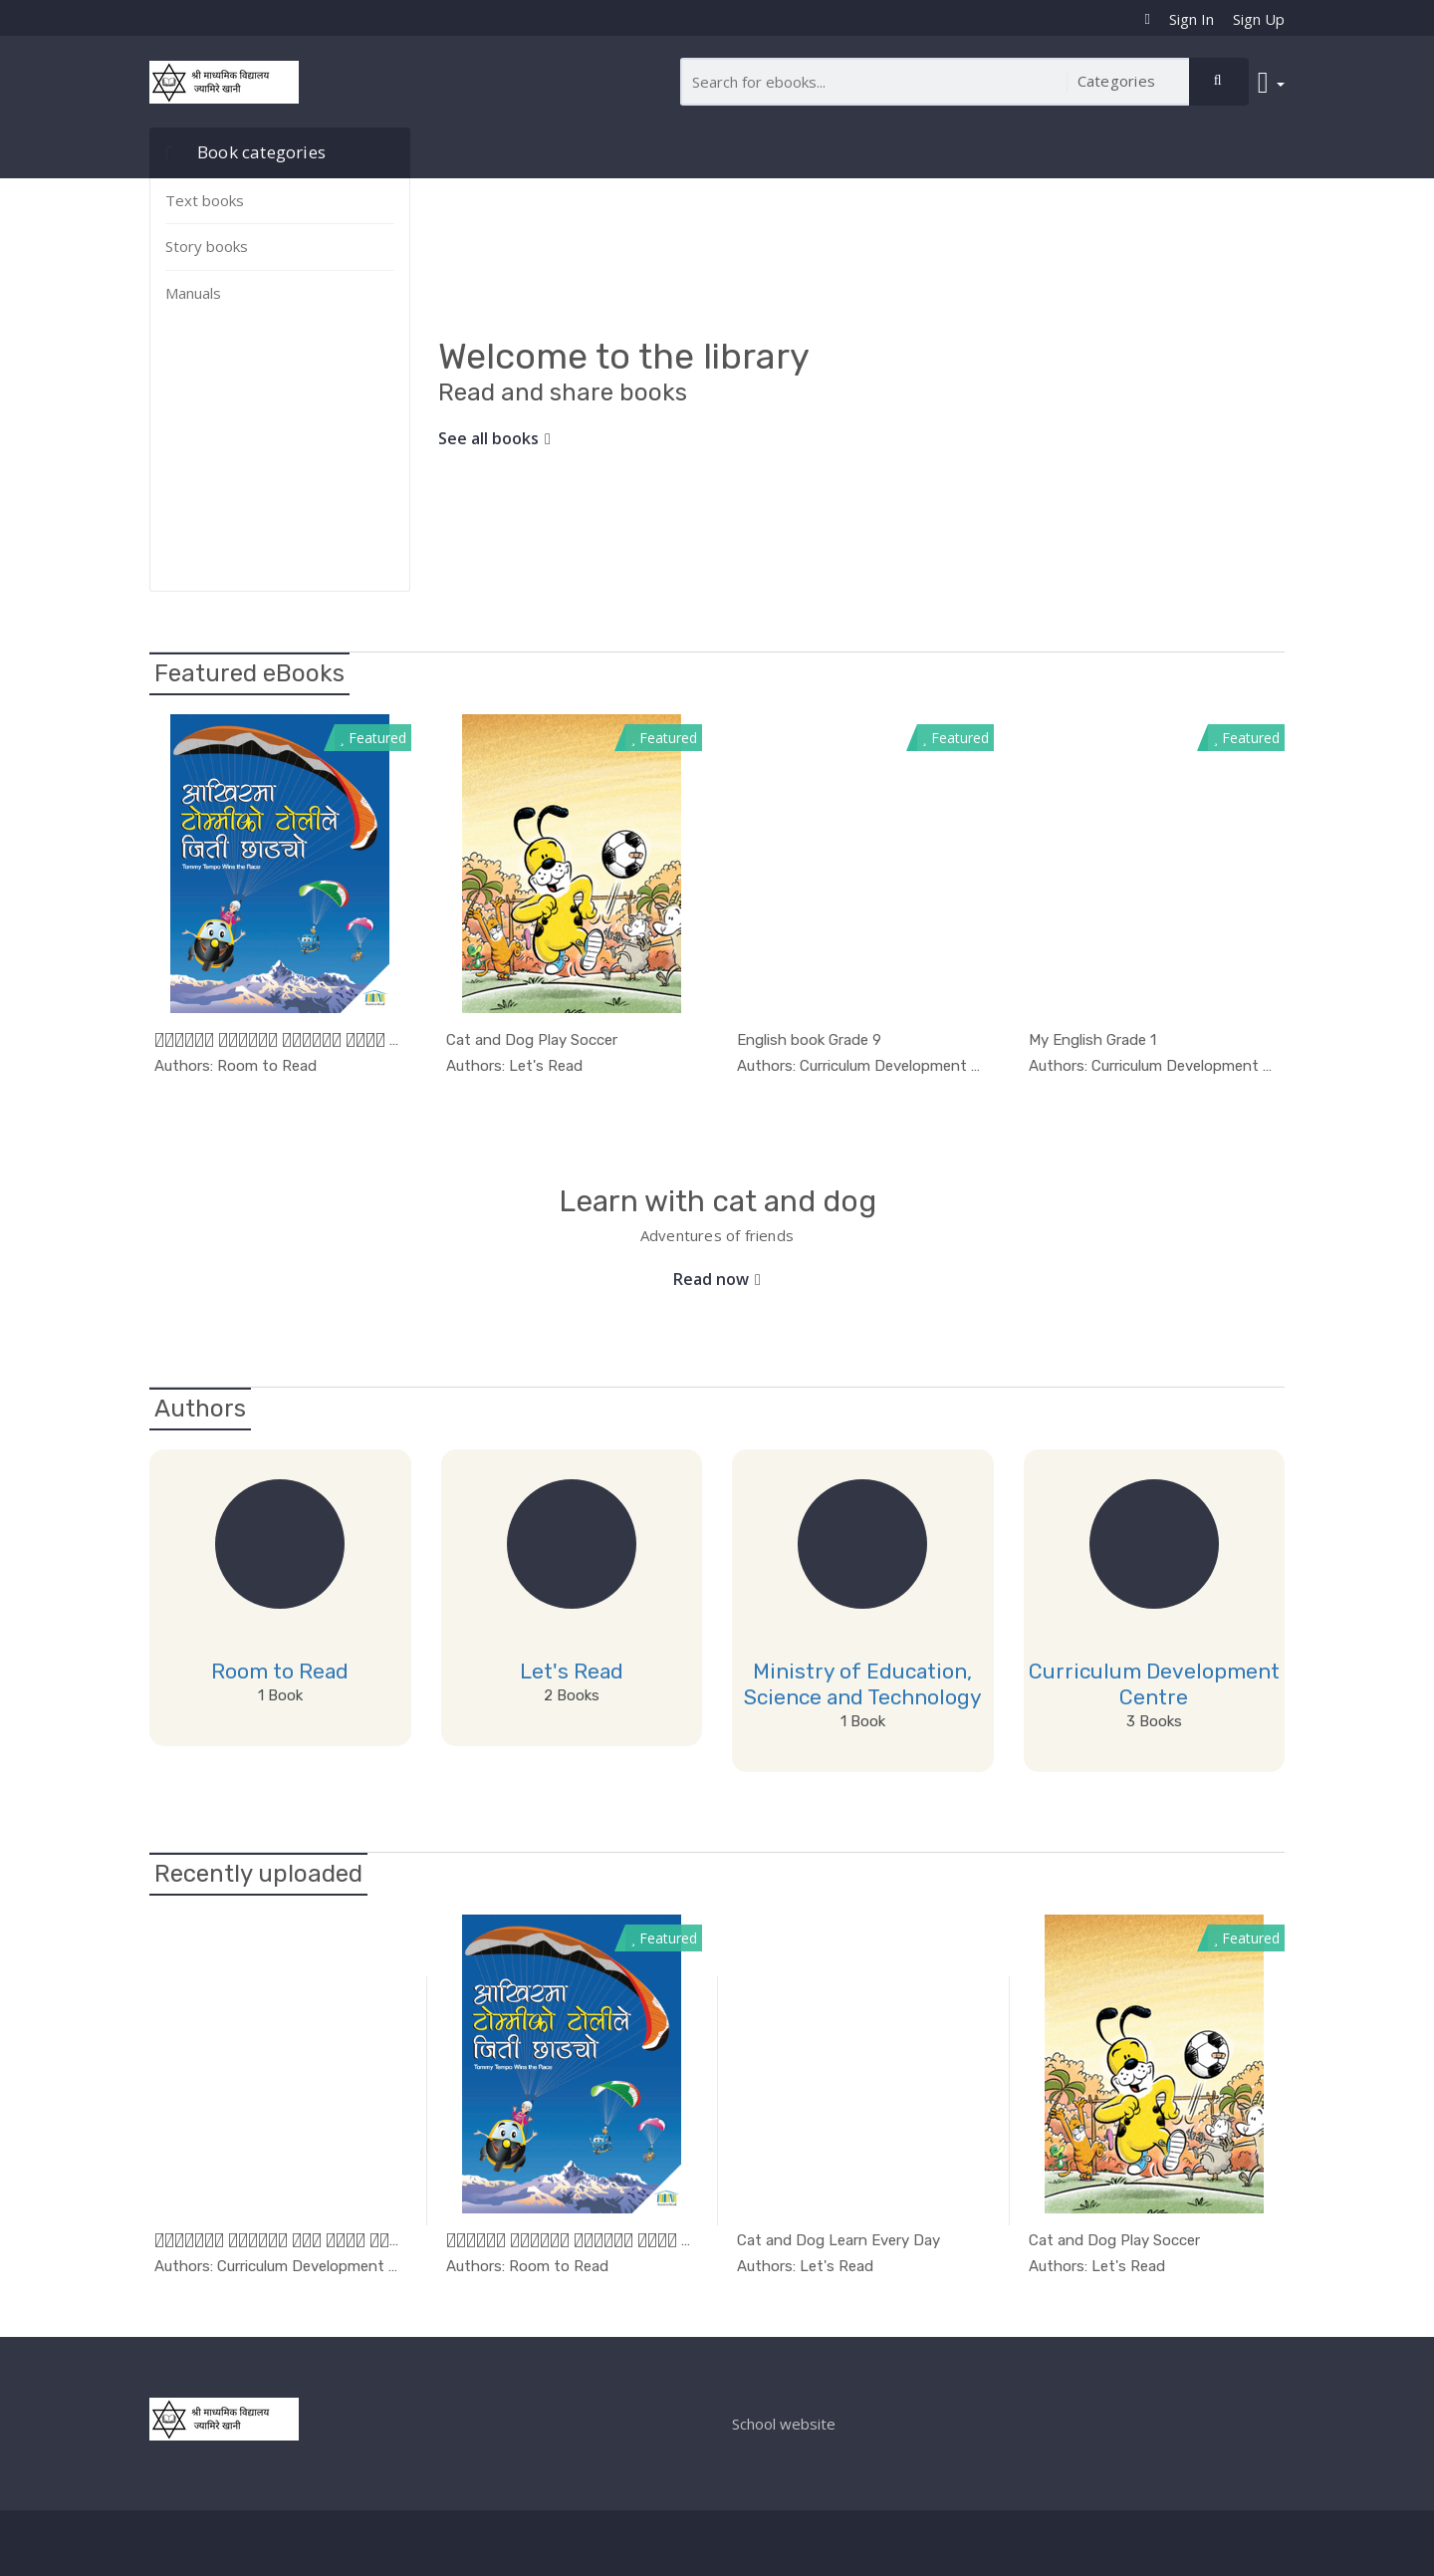 Sign In Sign Up
श्री माध्यमिक विद्यालय
ज्यामिरे खानी
Search for ebooks... Categories
Book categories
Text books
Story books
Manuals
Welcome to the library
Read and share books
See all books
Featured eBooks
Featured
Featured
Featured
Featured
आखिरमा
टोम्मीको टोलीले
जिती छाड्यो
Tommy Tempo Wins the Race
...
Authors: Room to Read
Cat and Dog Play Soccer
Authors: Let's Read
English book Grade 9
Authors: Curriculum Development ...
My English Grade 1
Authors: Curriculum Development ...
Learn with cat and dog
Adventures of friends
Read now
Authors
Room to Read
1 Book
Let's Read
2 Books
Ministry of Education,
Science and Technology
1 Book
Curriculum Development
Centre
3 Books
Recently uploaded
Featured
Featured
आखिरमा
टोम्मीको टोलीले
जिती छाड्यो
Tommy Tempo Wins the Race
...
Authors: Curriculum Development ...
...
Authors: Room to Read
Cat and Dog Learn Every Day
Authors: Let's Read
Cat and Dog Play Soccer
Authors: Let's Read
श्री माध्यमिक विद्यालय
ज्यामिरे खानी
School website